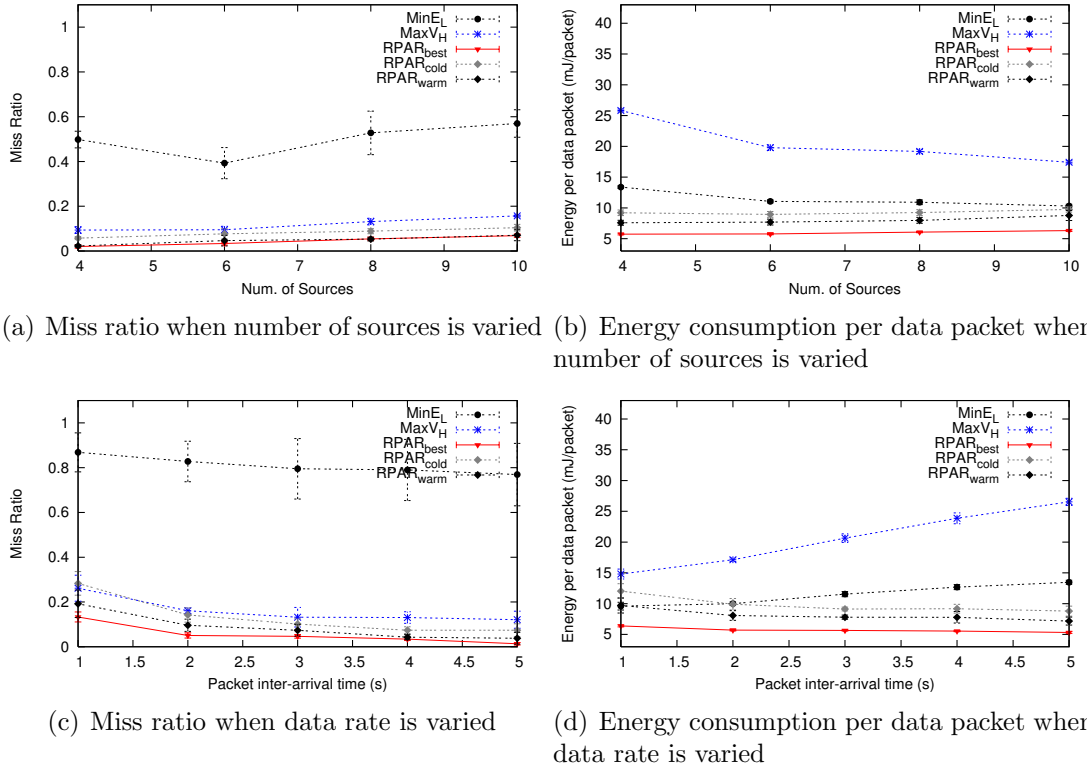 1
0.8
0.6
0.4
0.2
0
4
5
6
7
8
9
10
Miss Ratio
Num. of Sources
MinE_L
MaxV_H
RPAR_best
RPAR_cold
RPAR_warm
40
35
30
25
20
15
10
5
4
5
6
7
8
9
10
Energy per data packet (mJ/packet)
Num. of Sources
MinE_L
MaxV_H
RPAR_best
RPAR_cold
RPAR_warm
(a) Miss ratio when number of sources is varied
(b) Energy consumption per data packet when
number of sources is varied
1
0.8
0.6
0.4
0.2
0
1
1.5
2
2.5
3
3.5
4
4.5
5
Miss Ratio
Packet inter-arrival time (s)
MinE_L
MaxV_H
RPAR_best
RPAR_cold
RPAR_warm
40
35
30
25
20
15
10
5
1
1.5
2
2.5
3
3.5
4
4.5
5
Energy per data packet (mJ/packet)
Packet inter-arrival time (s)
MinE_L
MaxV_H
RPAR_best
RPAR_cold
RPAR_warm
(c) Miss ratio when data rate is varied
(d) Energy consumption per data packet when
data rate is varied